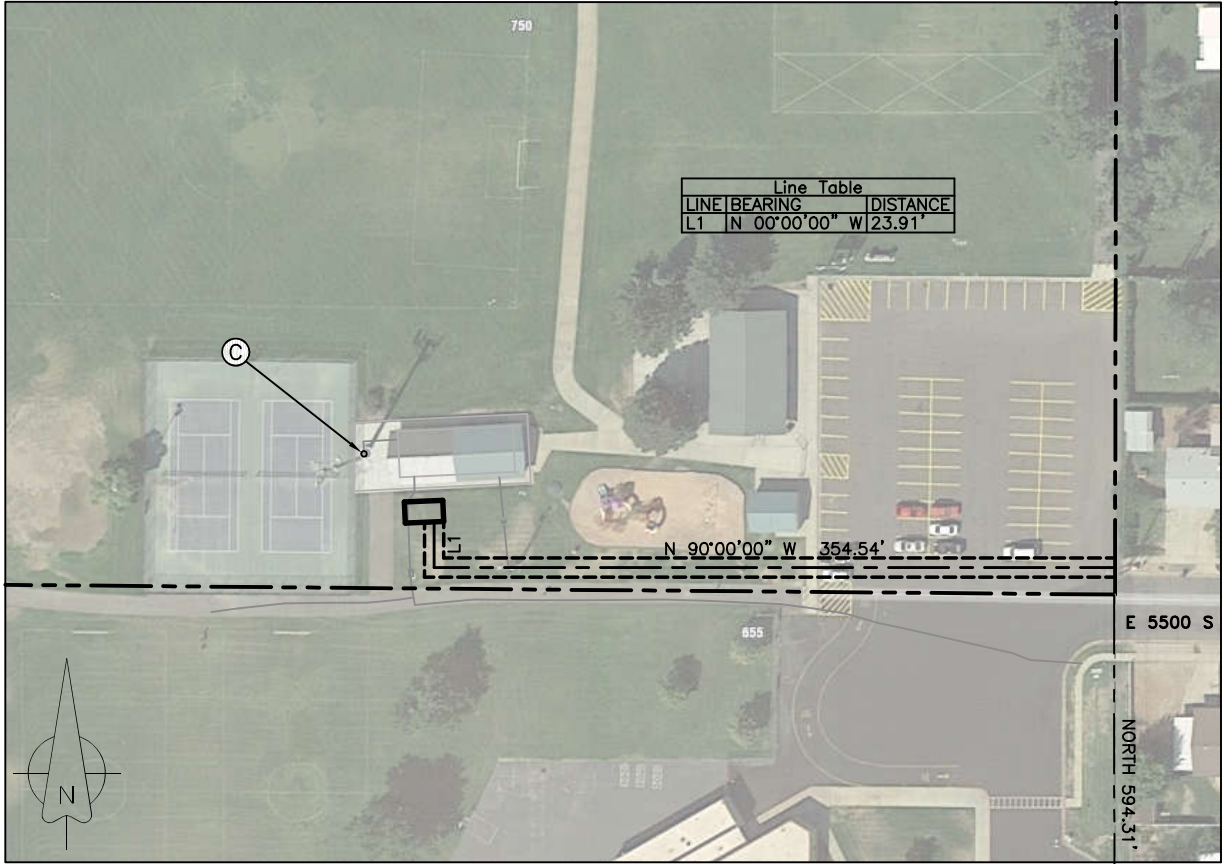 750
Line Table
LINE BEARING DISTANCE
L1 N 00°00'00" W 23.91'
C
L1
N 90°00'00" W 354.54'
E 5500 S
655
NORTH 594.31'
N